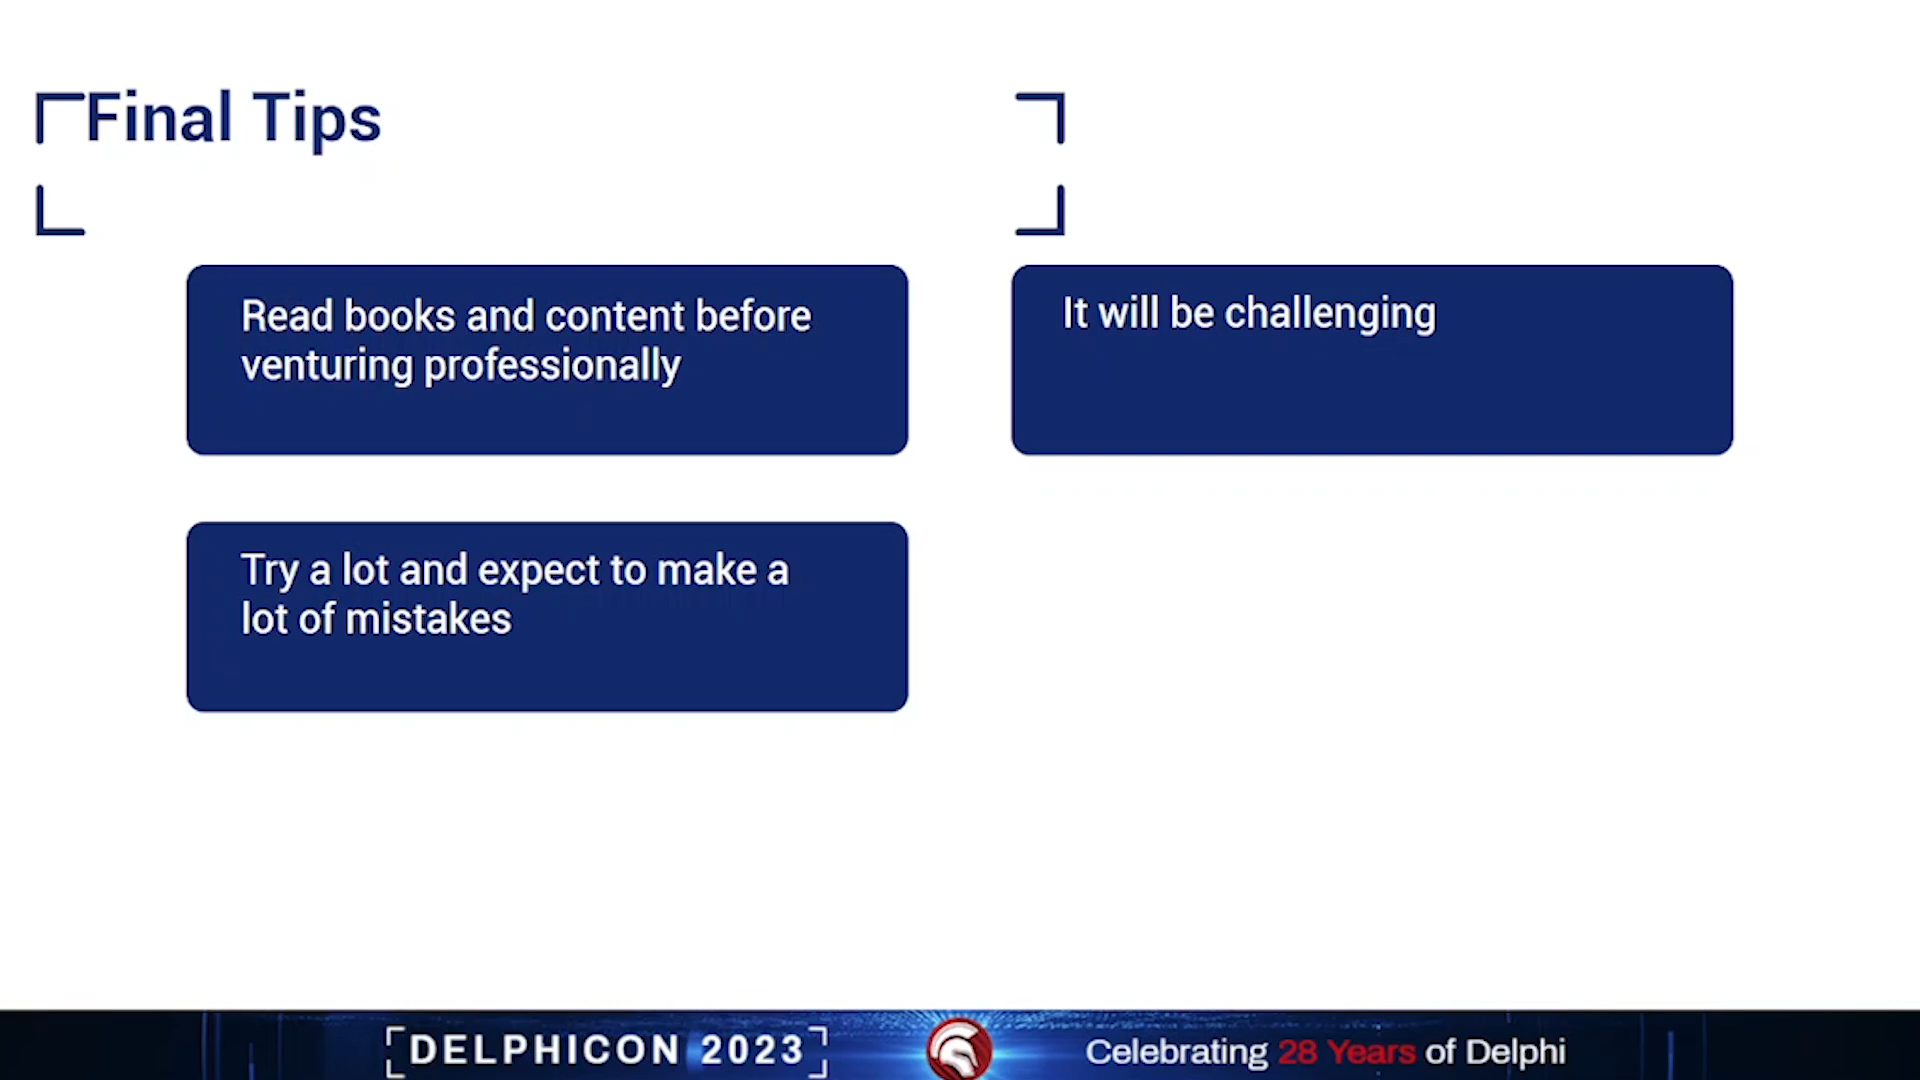 Final Tips
Read books and content before
venturing professionally
It will be challenging
Try a lot and expect to make a
lot of mistakes
DELPHICON 2023
Celebrating 28 Years of Delphi